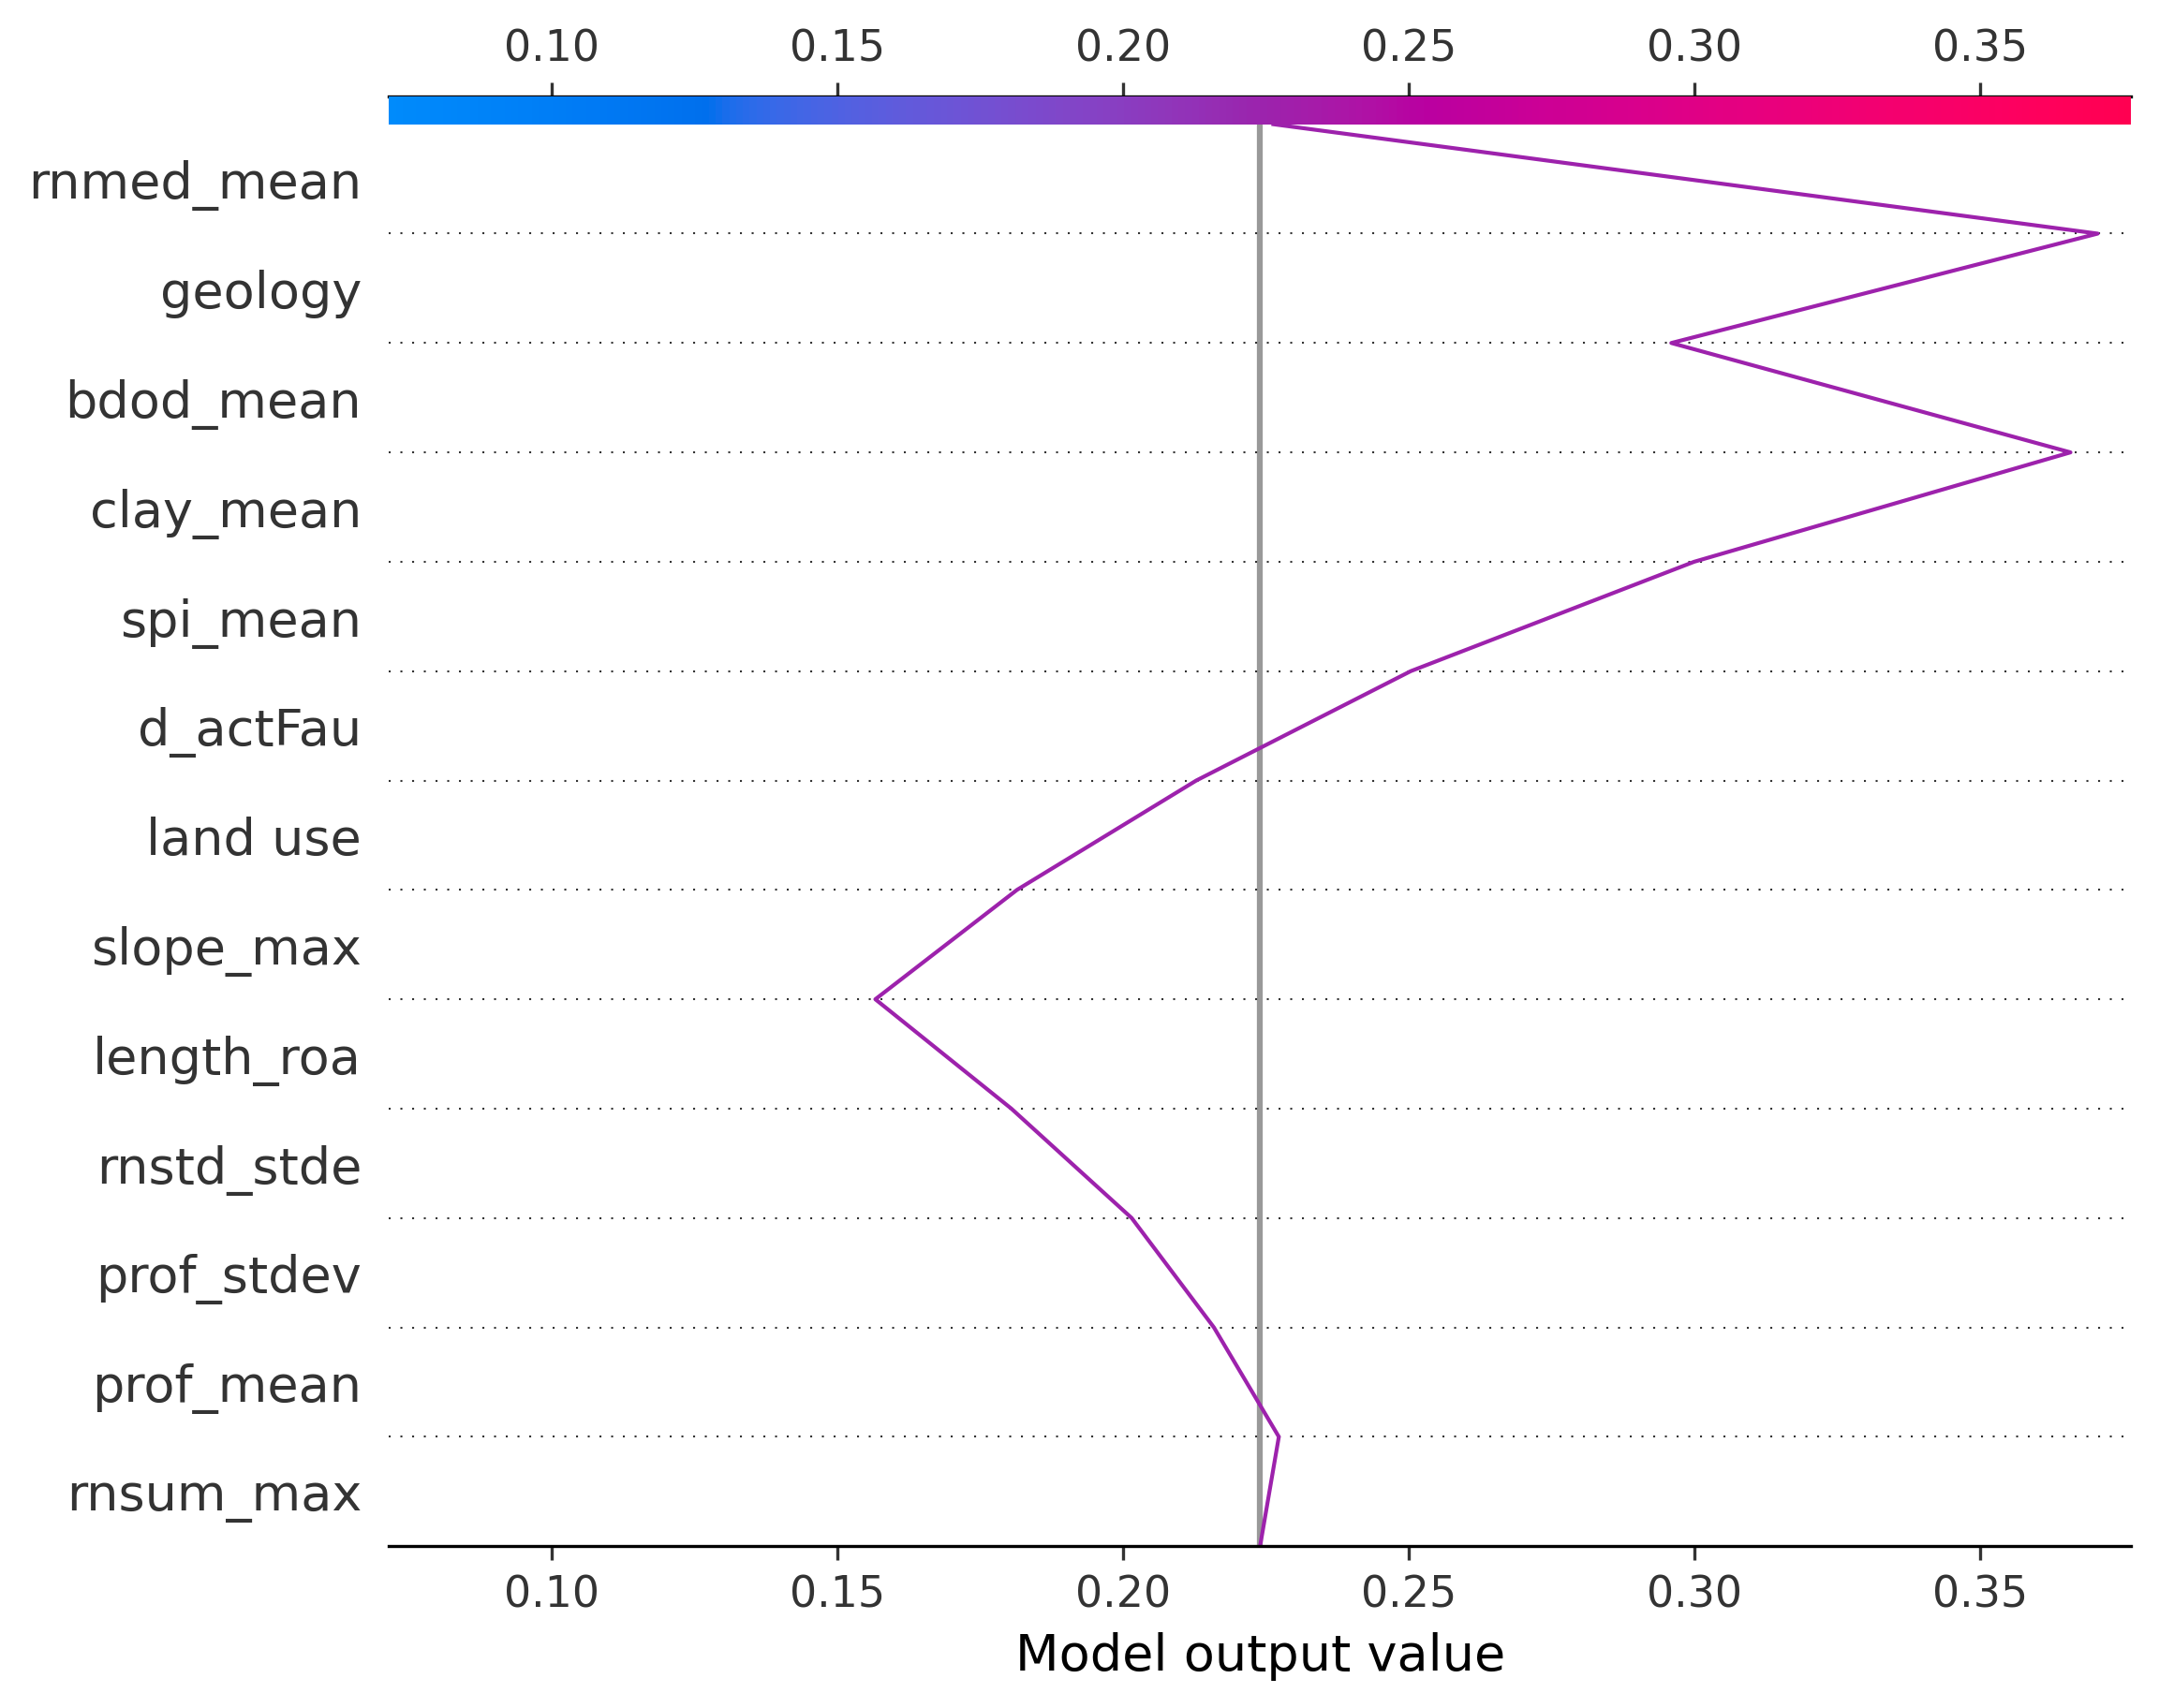 0.10 0.15 0.20 0.25 0.30 0.35
rnmed_mean
geology
bdod_mean
clay_mean
spi_mean
d_actFau
land use
slope_max
length_roa
rnstd_stde
prof_stdev
prof_mean
rnsum_max
0.10 0.15 0.20 0.25 0.30 0.35
Model output value